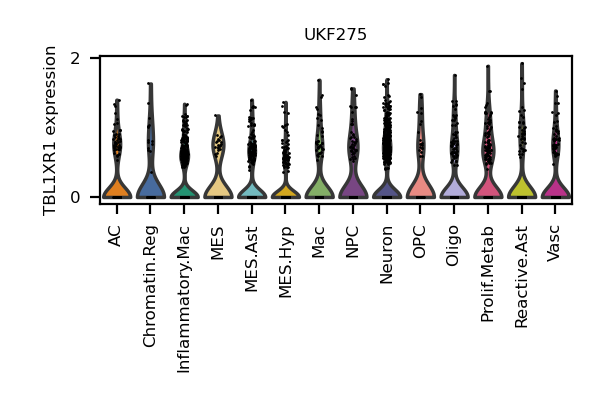 UKF275
TBL1XR1 expression
2
0
AC
Chromatin.Reg
Inflammatory.Mac
MES
MES.Ast
MES.Hyp
Mac
NPC
Neuron
OPC
Oligo
Prolif.Metab
Reactive.Ast
Vasc